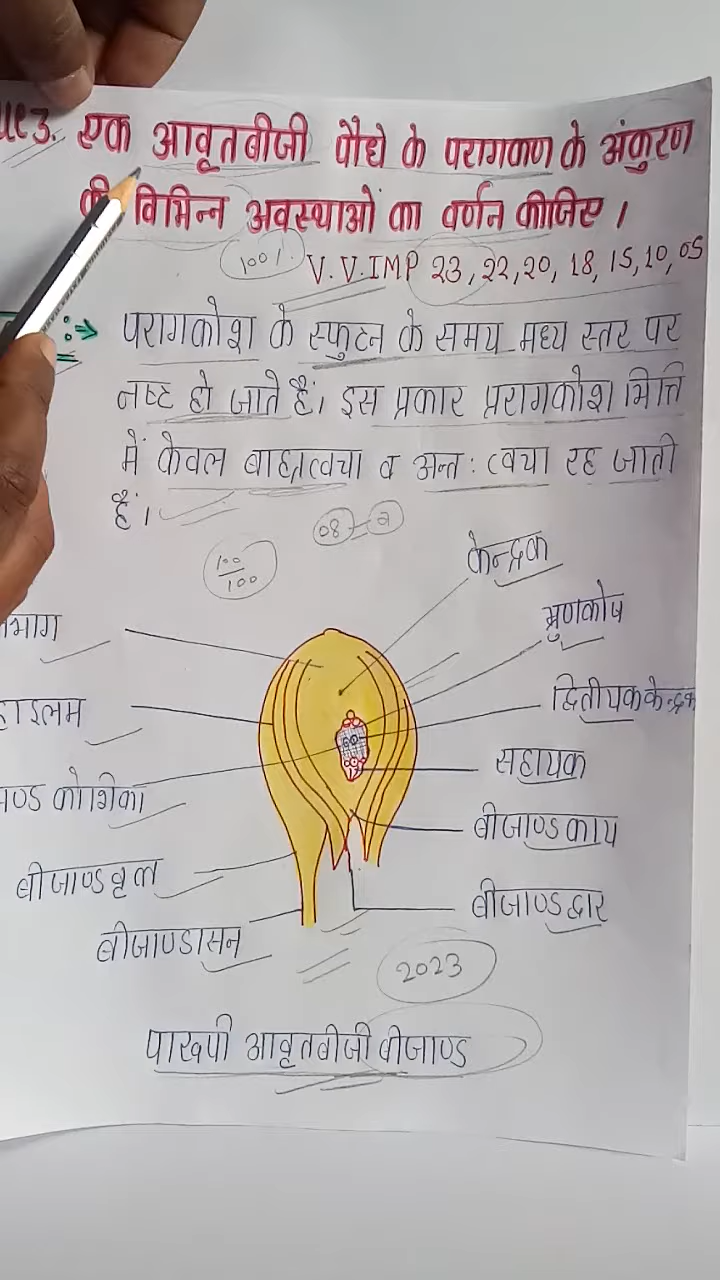 एक आवृतबीजी पौधे के परागकण के अंकुरण
की विभिन्न अवस्थाओं का वर्णन कीजिए ।
100%
V.V.IMP 23, 22, 20, 18, 15, 10, 05
परागकोश के स्फुटन के समय मध्य स्तर पर
नष्ट हो जाते हैं। इस प्रकार परागकोश भित्ति
में केवल बाह्यत्वचा व अन्तः त्वचा रह जाती
हैं।
08
100/100
केन्द्रक
भ्रुणकोष
भाग
द्वितीयक केन्द्रक
हाइलम
सहायक
ण्ड कोशिका
बीजाण्डकाय
बीजाण्डवृत्त
बीजाण्डद्वार
बीजाण्डासन
2023
पारूपी आवृतबीजी बीजाण्ड